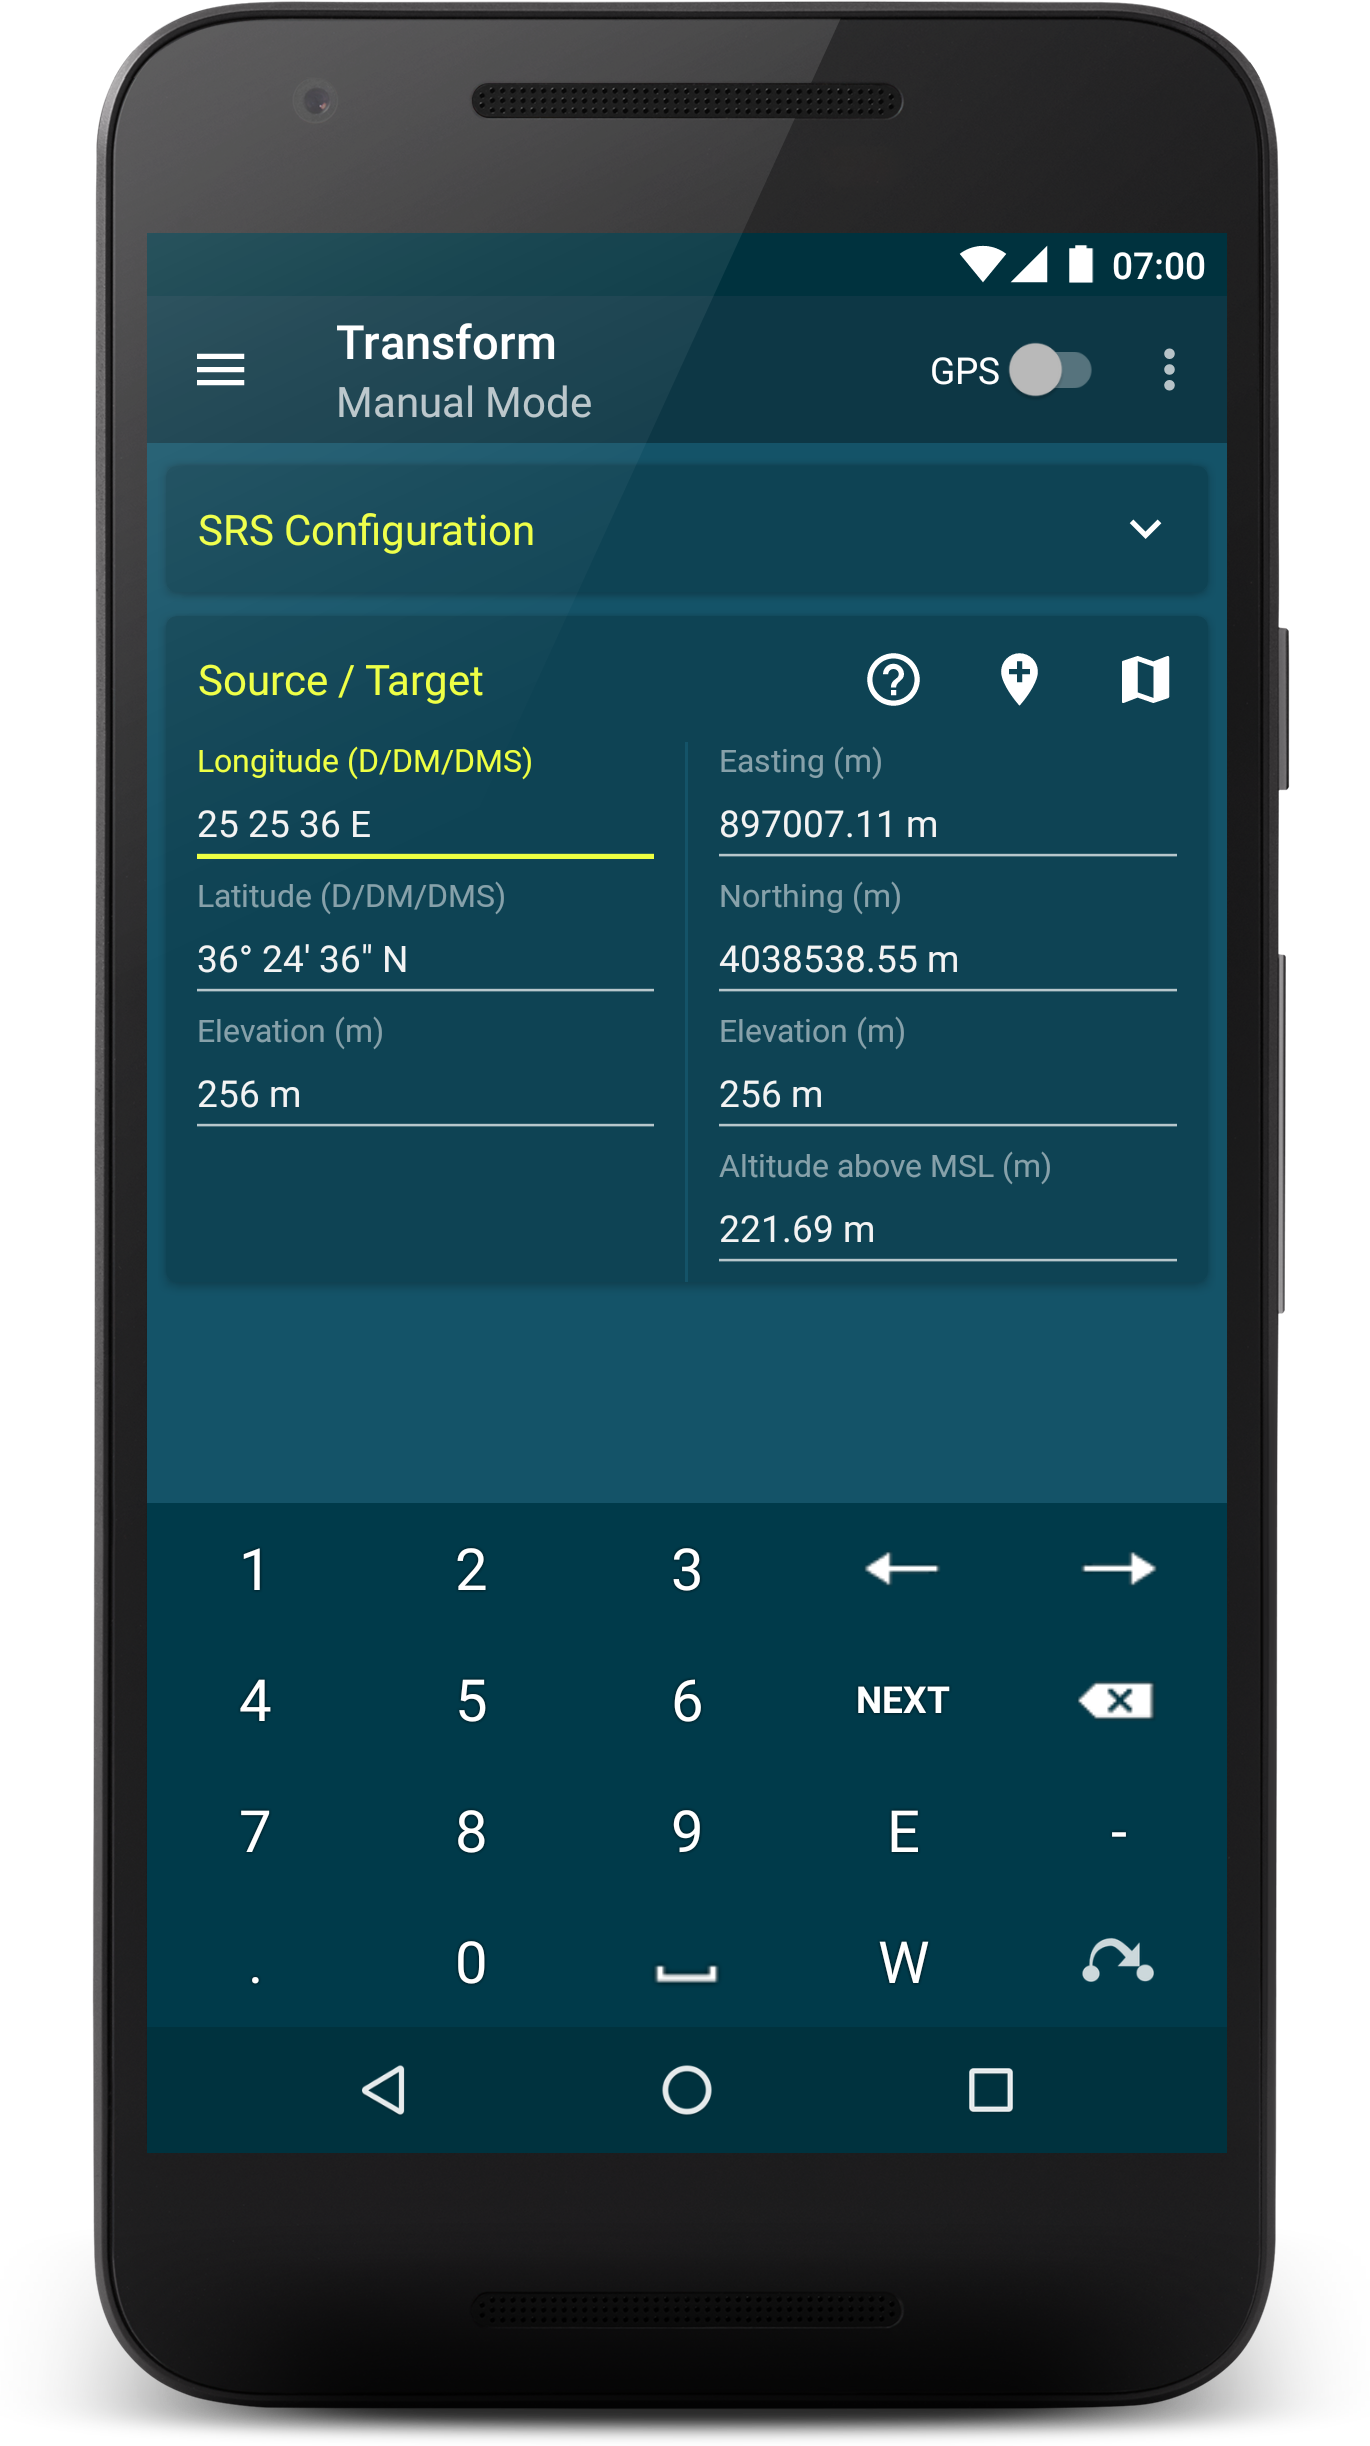 07:00
Transform
Manual Mode
GPS
SRS Configuration
Source / Target
Longitude (D/DM/DMS)
25 25 36 E
Latitude (D/DM/DMS)
36° 24' 36" N
Elevation (m)
256 m
Easting (m)
897007.11 m
Northing (m)
4038538.55 m
Elevation (m)
256 m
Altitude above MSL (m)
221.69 m
1 2 3
4 5 6 NEXT
7 8 9 E -
. 0 W